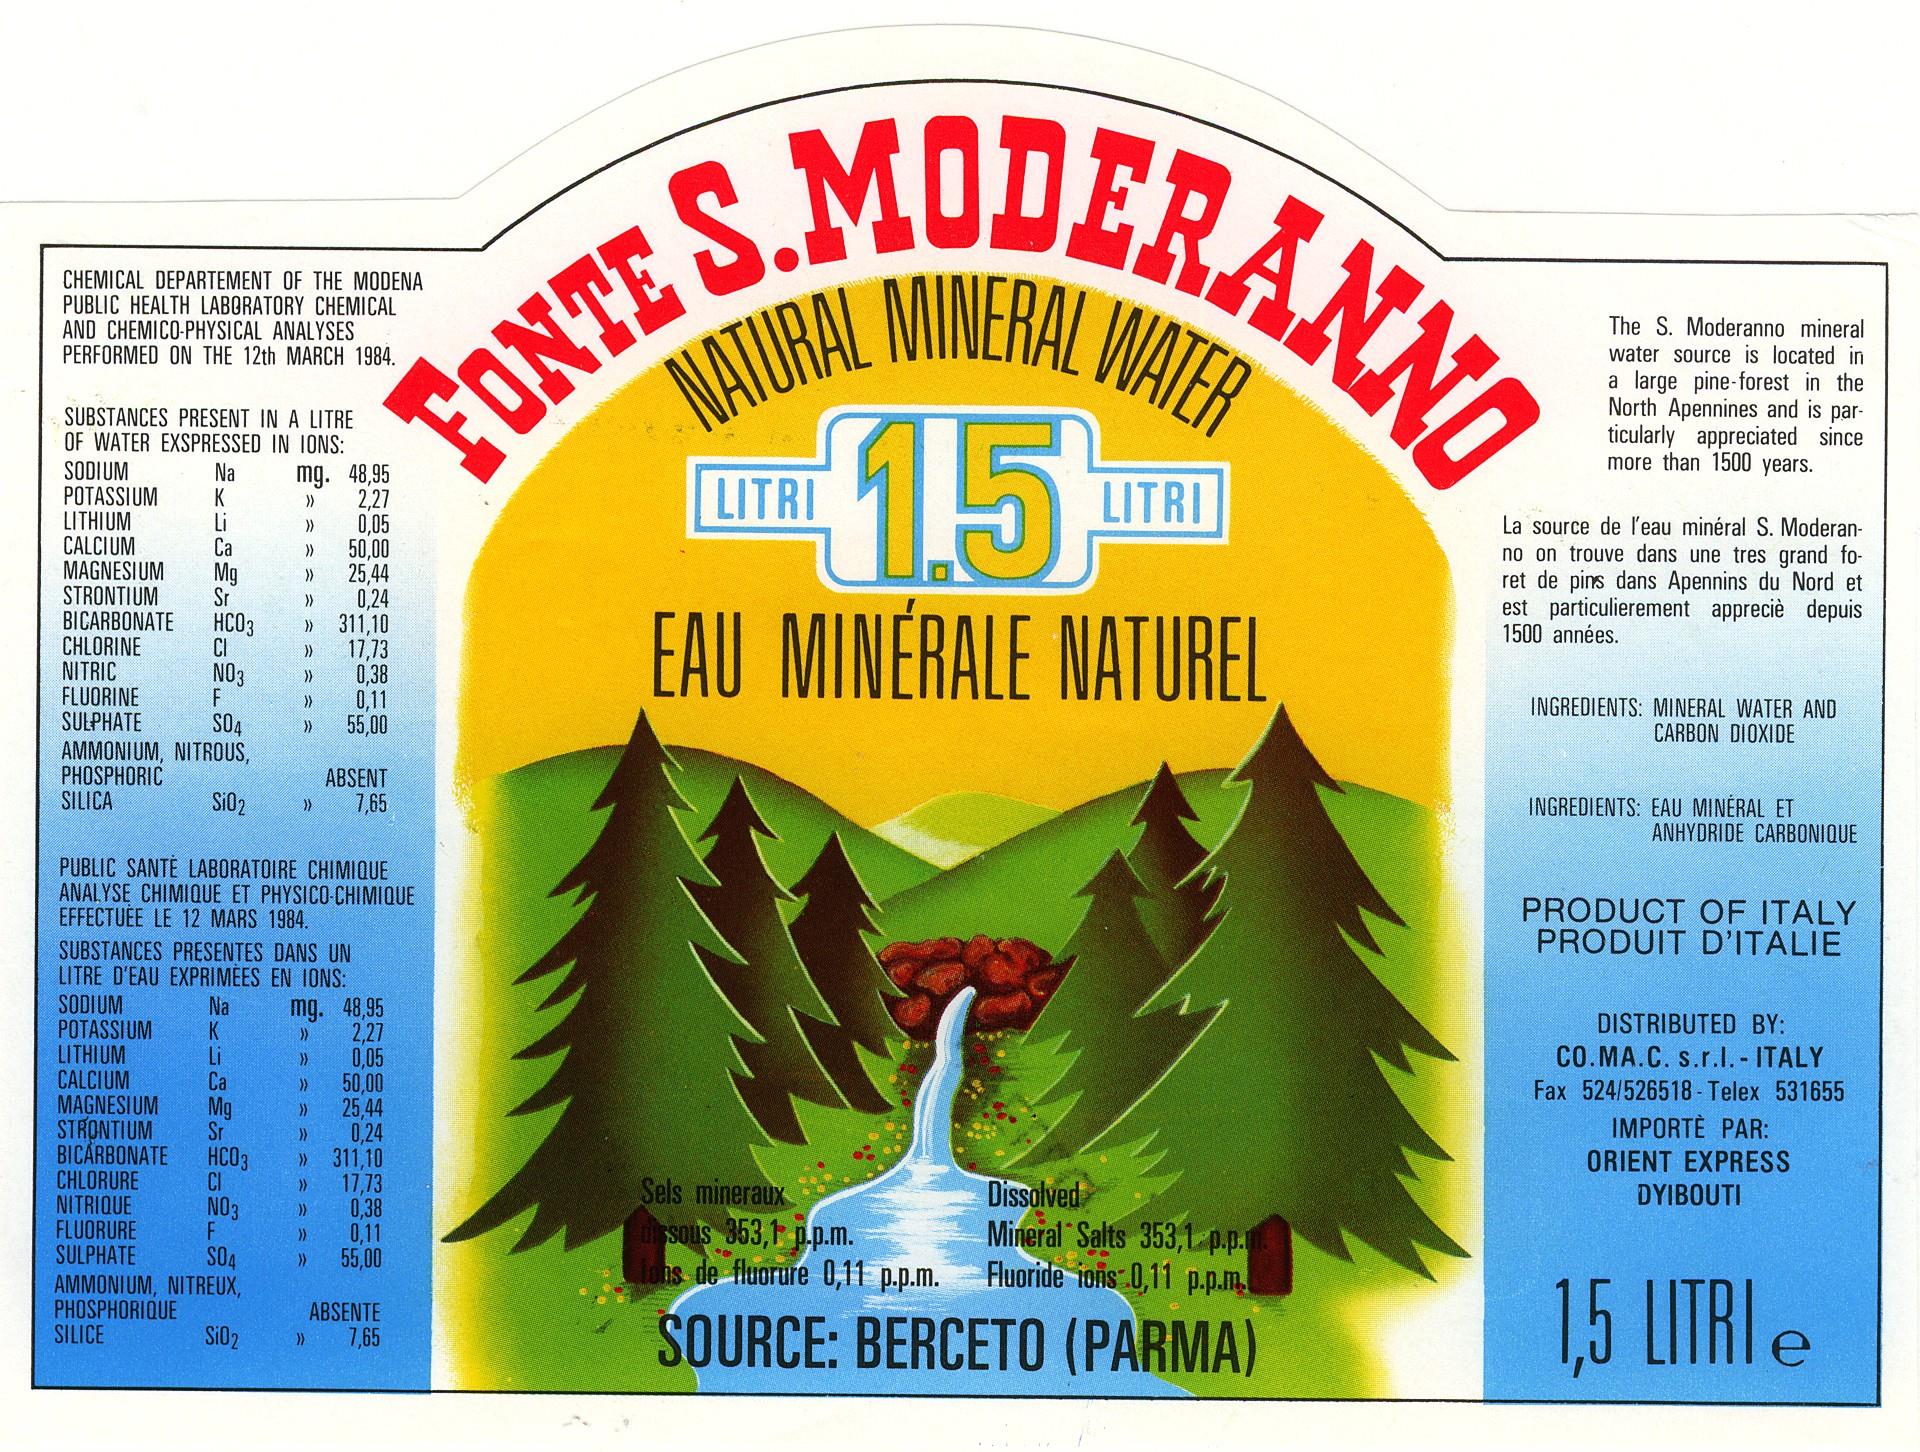 FONTE S. MODERANNO
NATURAL MINERAL WATER
LITRI 1.5 LITRI
EAU MINÉRALE NATUREL
CHEMICAL DEPARTEMENT OF THE MODENA
PUBLIC HEALTH LABORATORY CHEMICAL
AND CHEMICO-PHYSICAL ANALYSES
PERFORMED ON THE 12th MARCH 1984.
SUBSTANCES PRESENT IN A LITRE
OF WATER EXSPRESSED IN IONS:
SODIUM Na mg. 48,95
POTASSIUM K » 2,27
LITHIUM Li » 0,05
CALCIUM Ca » 50,00
MAGNESIUM Mg » 25,44
STRONTIUM Sr » 0,24
BICARBONATE HCO3 » 311,10
CHLORINE Cl » 17,73
NITRIC NO3 » 0,38
FLUORINE F » 0,11
SULPHATE SO4 » 55,00
AMMONIUM, NITROUS,
PHOSPHORIC ABSENT
SILICA SiO2 » 7,65
PUBLIC SANTÈ LABORATOIRE CHIMIQUE
ANALYSE CHIMIQUE ET PHYSICO-CHIMIQUE
EFFECTUÈE LE 12 MARS 1984.
SUBSTANCES PRESENTES DANS UN
LITRE D'EAU EXPRIMÈES EN IONS:
SODIUM Na mg. 48,95
POTASSIUM K » 2,27
LITHIUM Li » 0,05
CALCIUM Ca » 50,00
MAGNESIUM Mg » 25,44
STRONTIUM Sr » 0,24
BICARBONATE HCO3 » 311,10
CHLORURE Cl » 17,73
NITRIQUE NO3 » 0,38
FLUORURE F » 0,11
SULPHATE SO4 » 55,00
AMMONIUM, NITREUX,
PHOSPHORIQUE ABSENTE
SILICE SiO2 » 7,65
Sels mineraux
dissous 353,1 p.p.m.
Ions de fluorure 0,11 p.p.m.
Dissolved
Mineral Salts 353,1 p.p.m.
Fluoride ions 0,11 p.p.m.
SOURCE: BERCETO (PARMA)
The S. Moderanno mineral
water source is located in
a large pine-forest in the
North Apennines and is par-
ticularly appreciated since
more than 1500 years.
La source de l'eau minéral S. Moderan-
no on trouve dans une tres grand fo-
ret de pins dans Apennins du Nord et
est particulierement appreciè depuis
1500 années.
INGREDIENTS: MINERAL WATER AND
CARBON DIOXIDE
INGREDIENTS: EAU MINÉRAL ET
ANHYDRIDE CARBONIQUE
PRODUCT OF ITALY
PRODUIT D'ITALIE
DISTRIBUTED BY:
CO.MA.C. s.r.l. - ITALY
Fax 524/526518 - Telex 531655
IMPORTÈ PAR:
ORIENT EXPRESS
DYIBOUTI
1,5 LITRI e